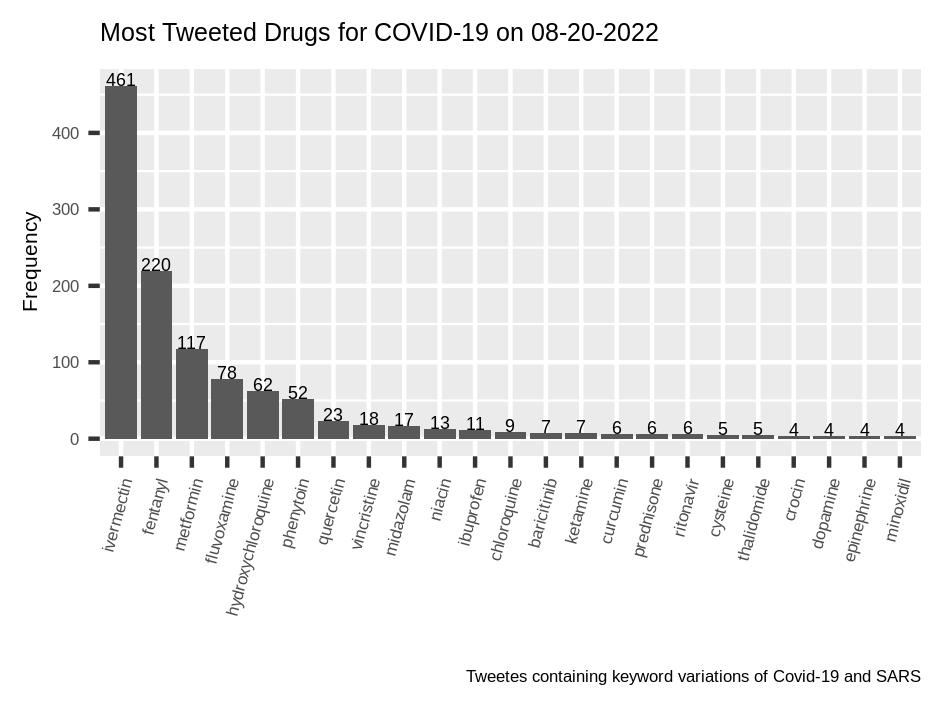 Most Tweeted Drugs for COVID-19 on 08-20-2022
Frequency
400
300
200
100
0
461
220
117
78
62
52
23
18
17
13
11
9
7
7
6
6
6
5
5
4
4
4
4
ivermectin
fentanyl
metformin
fluvoxamine
hydroxychloroquine
phenytoin
quercetin
vincristine
midazolam
niacin
ibuprofen
chloroquine
baricitinib
ketamine
curcumin
prednisone
ritonavir
cysteine
thalidomide
crocin
dopamine
epinephrine
minoxidil
Tweetes containing keyword variations of Covid-19 and SARS